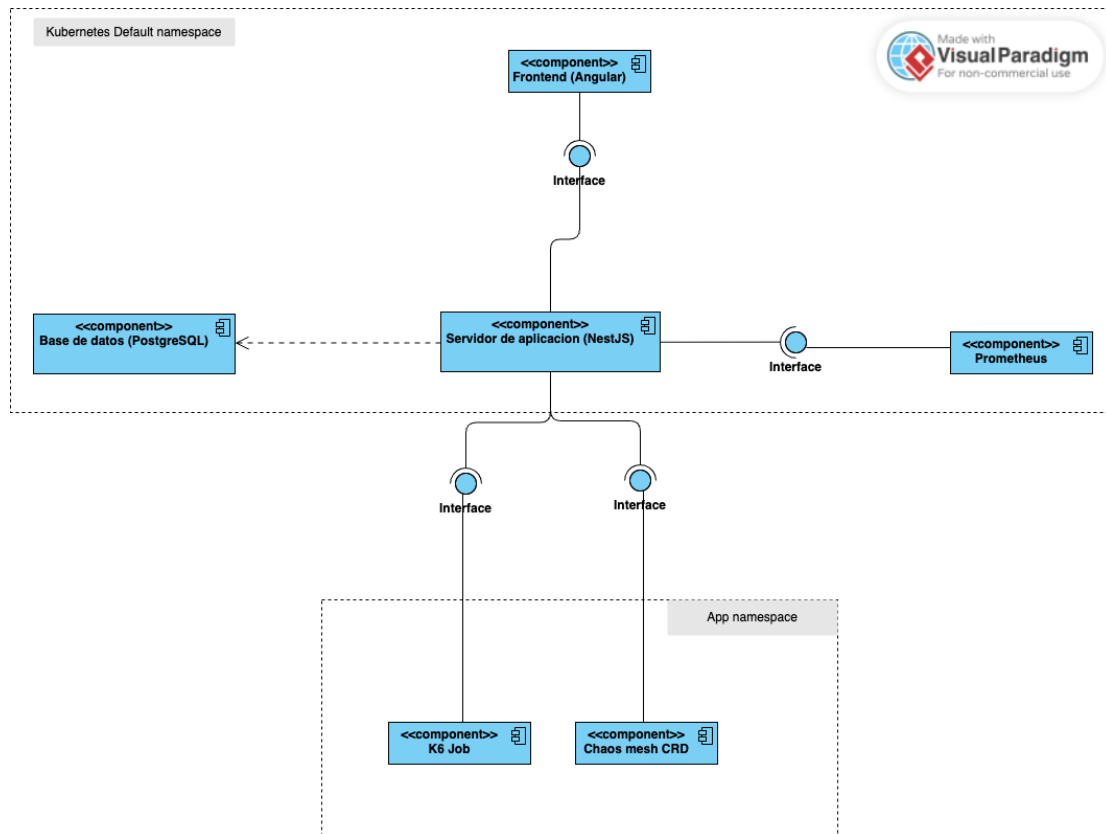 Kubernetes Default namespace
Made with
Visual Paradigm
For non-commercial use
<<component>>
Frontend (Angular)
Interface
<<component>>
Base de datos (PostgreSQL)
<<component>>
Servidor de aplicacion (NestJS)
Interface
<<component>>
Prometheus
Interface
Interface
App namespace
<<component>>
K6 Job
<<component>>
Chaos mesh CRD